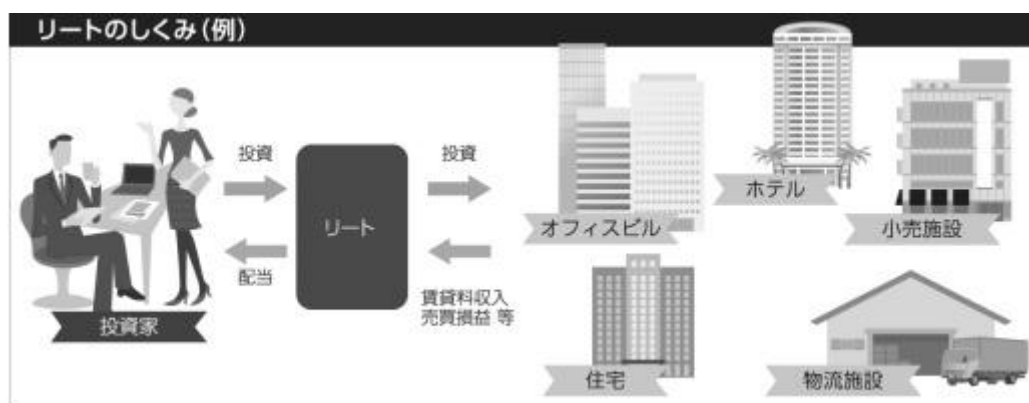 リートのしくみ(例)
投資
投資
リート
配当
賃貸料収入
売買損益 等
投資家
オフィスビル
ホテル
小売施設
住宅
物流施設